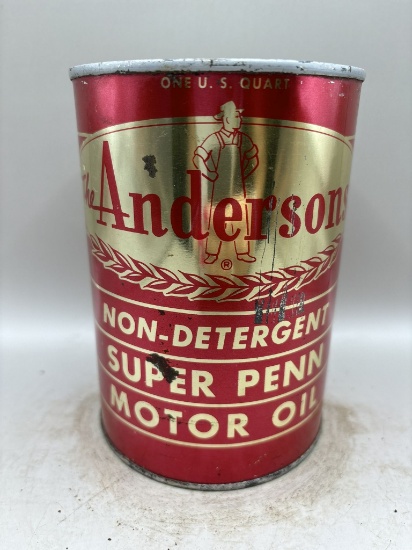 ONE U. S. QUART
The Andersons
®
NON-DETERGENT
SUPER PENN
MOTOR OIL